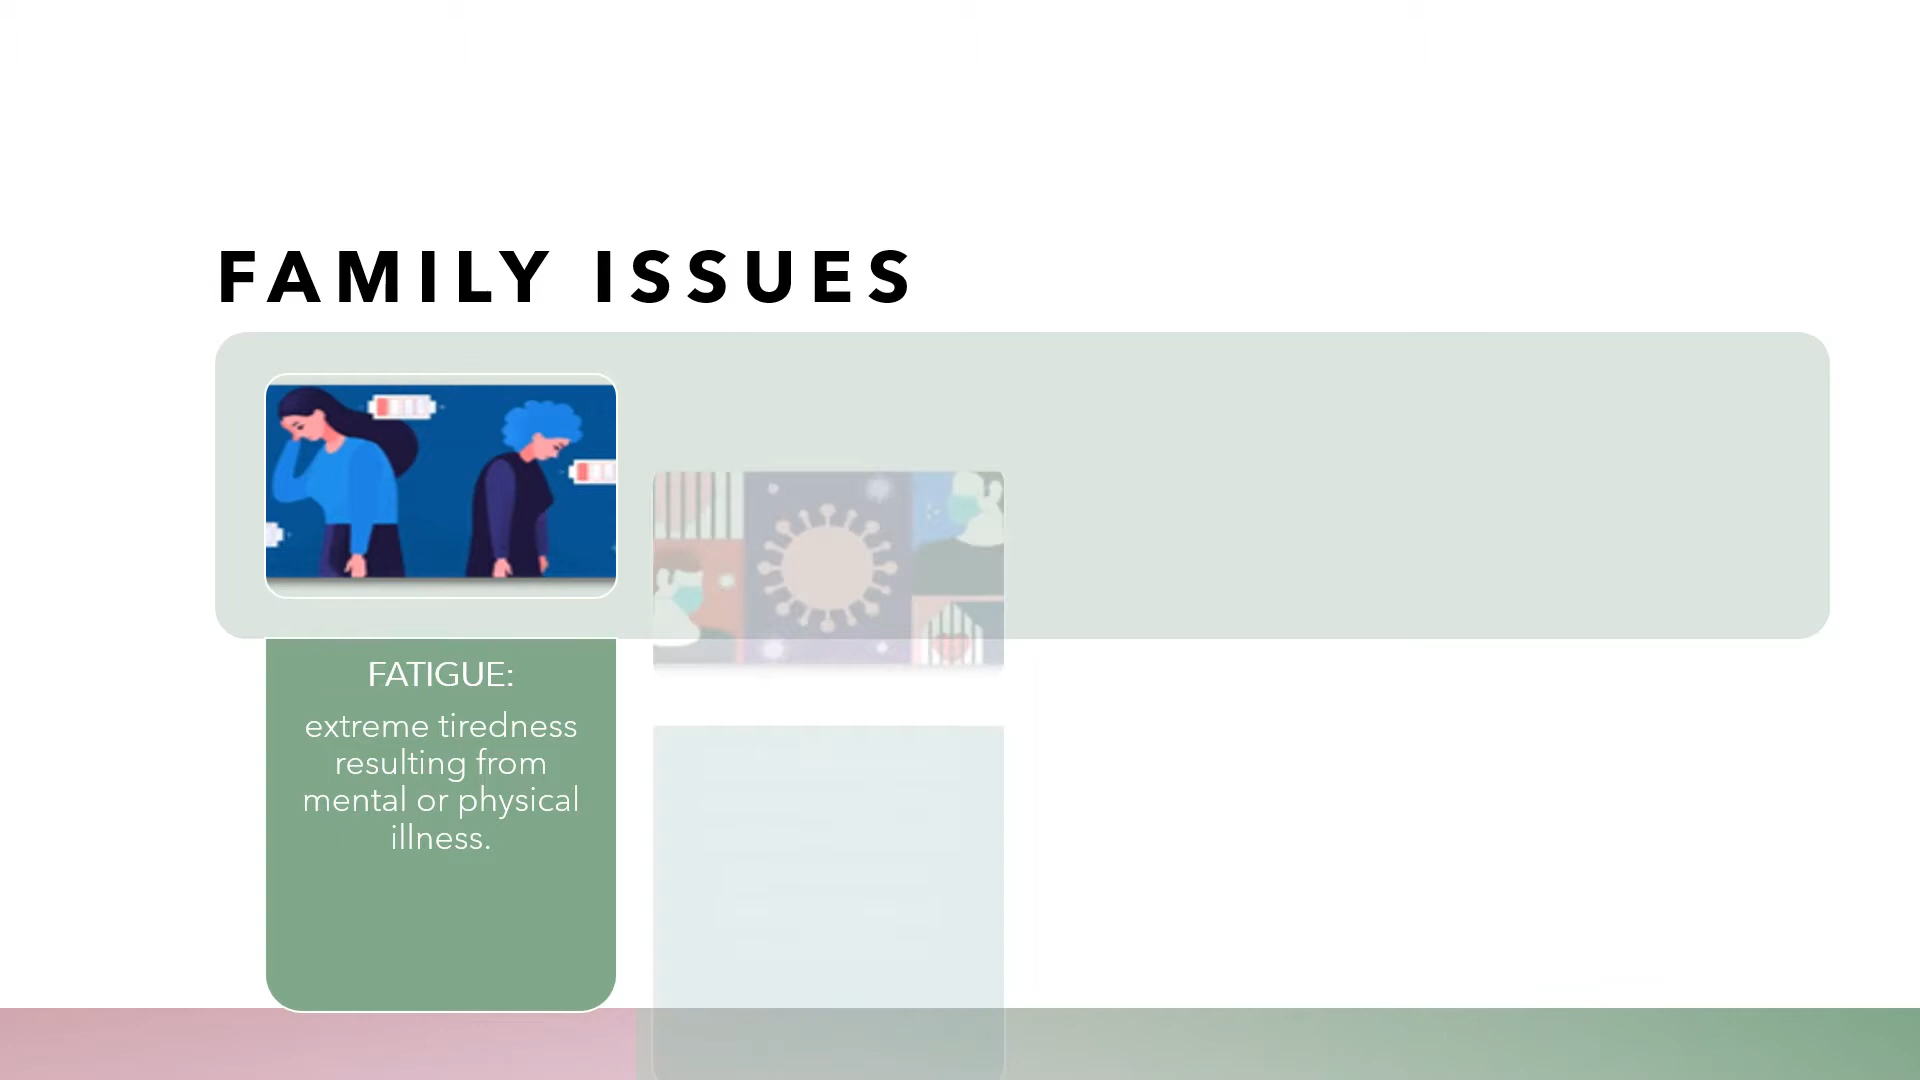 FAMILY ISSUES
FATIGUE:
extreme tiredness
resulting from
mental or physical
illness.